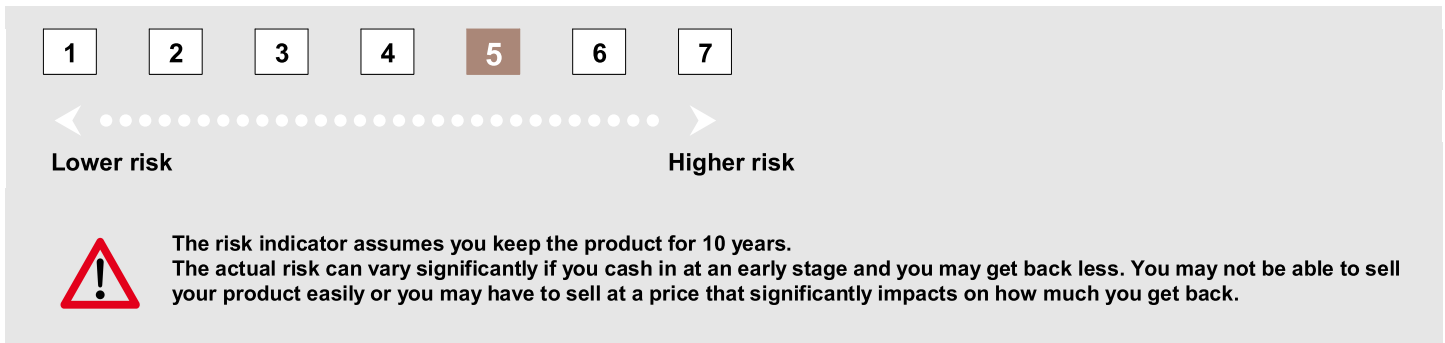 1 2 3 4 5 6 7
Lower risk Higher risk
The risk indicator assumes you keep the product for 10 years.
The actual risk can vary significantly if you cash in at an early stage and you may get back less. You may not be able to sell
your product easily or you may have to sell at a price that significantly impacts on how much you get back.